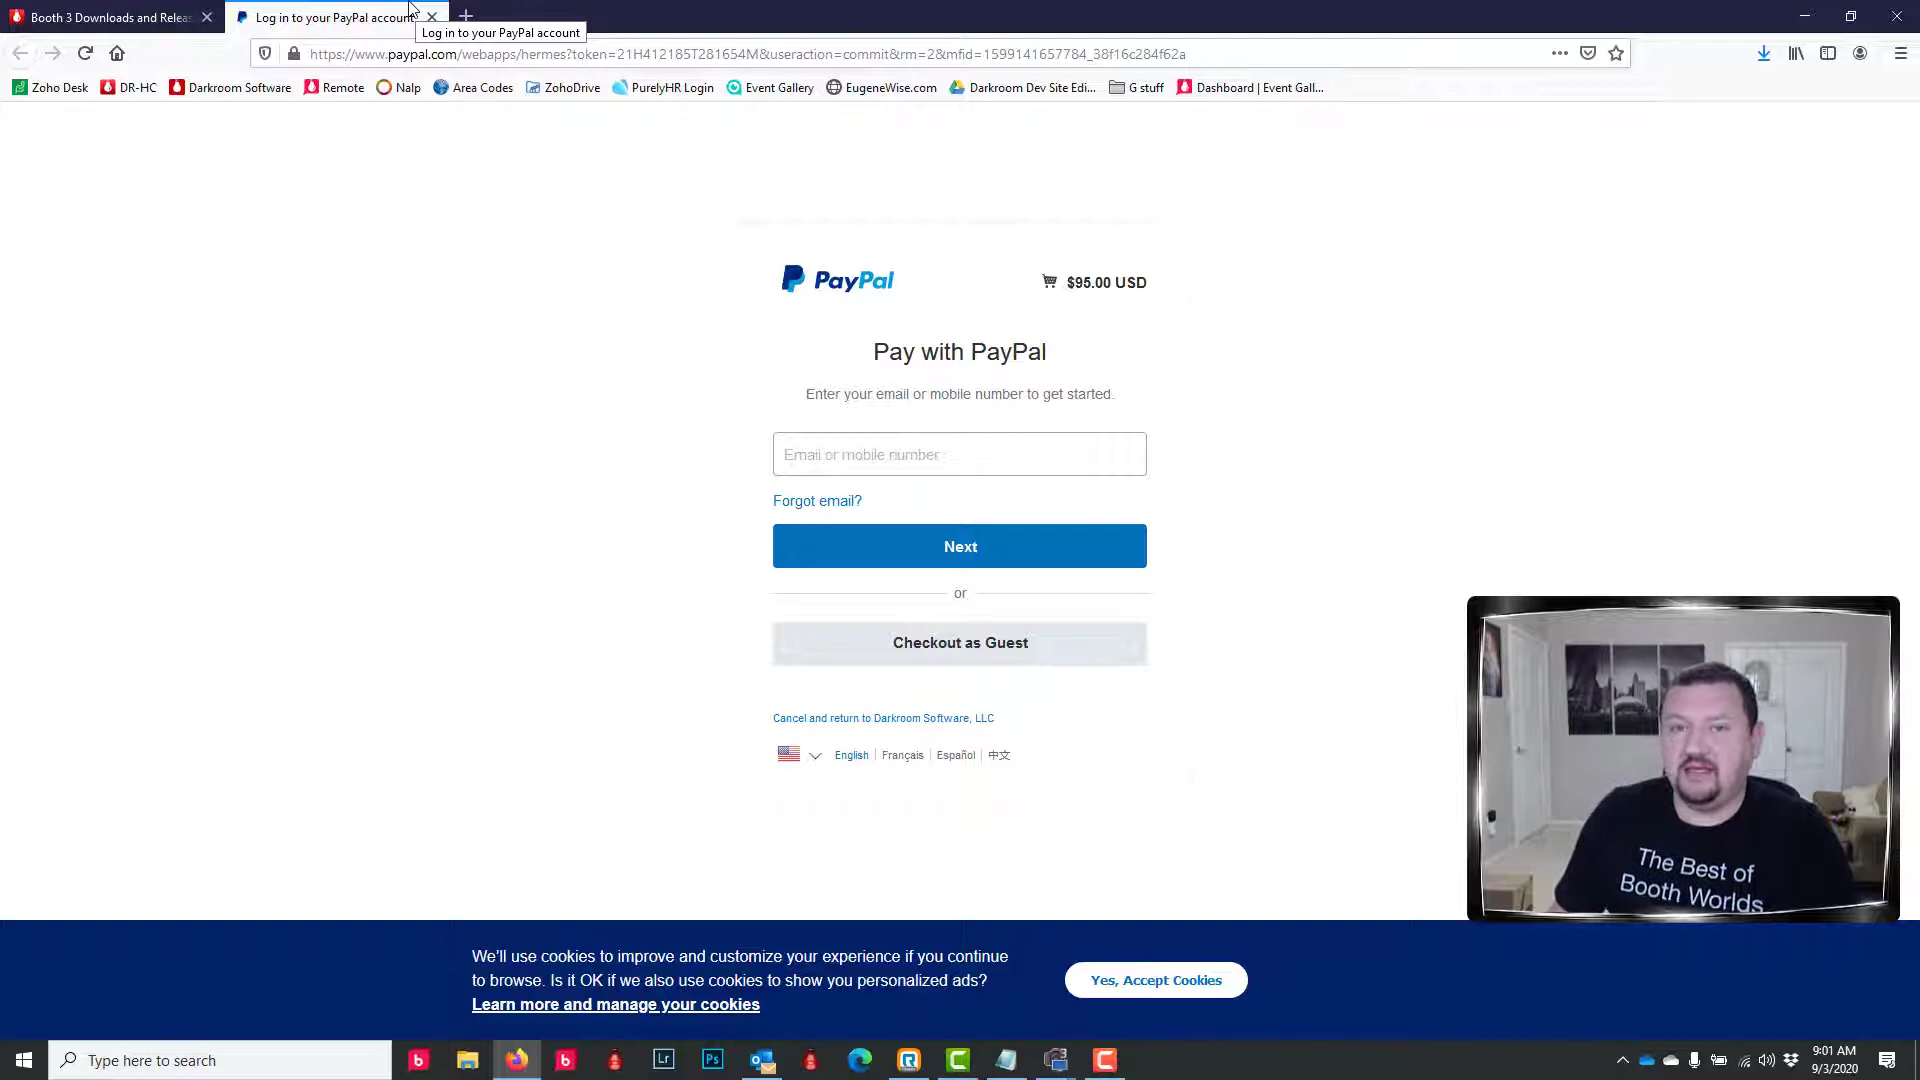 Booth 3 Downloads and Relea
Log in to your PayPal account
Log in to your PayPal account
https://www.paypal.com/webapps/hermes?token=21H412185T281654M&useraction=commit&rm=2&mfid=1599141657784_38f16c284f62a
Zoho Desk DR-HC Darkroom Software Remote Nalp Area Codes ZohoDrive PurelyHR Login Event Gallery EugeneWise.com Darkroom Dev Site Edi... G stuff Dashboard | Event Gall...
PayPal $95.00 USD
Pay with PayPal
Enter your email or mobile number to get started.
Email or mobile number
Forgot email?
Next
or
Checkout as Guest
Cancel and return to Darkroom Software, LLC
English Français Español 中文
The Best of
Booth Worlds
We'll use cookies to improve and customize your experience if you continue
to browse. Is it OK if we also use cookies to show you personalized ads?
Learn more and manage your cookies
Yes, Accept Cookies
Type here to search
Lr
Ps
9:01 AM
9/3/2020